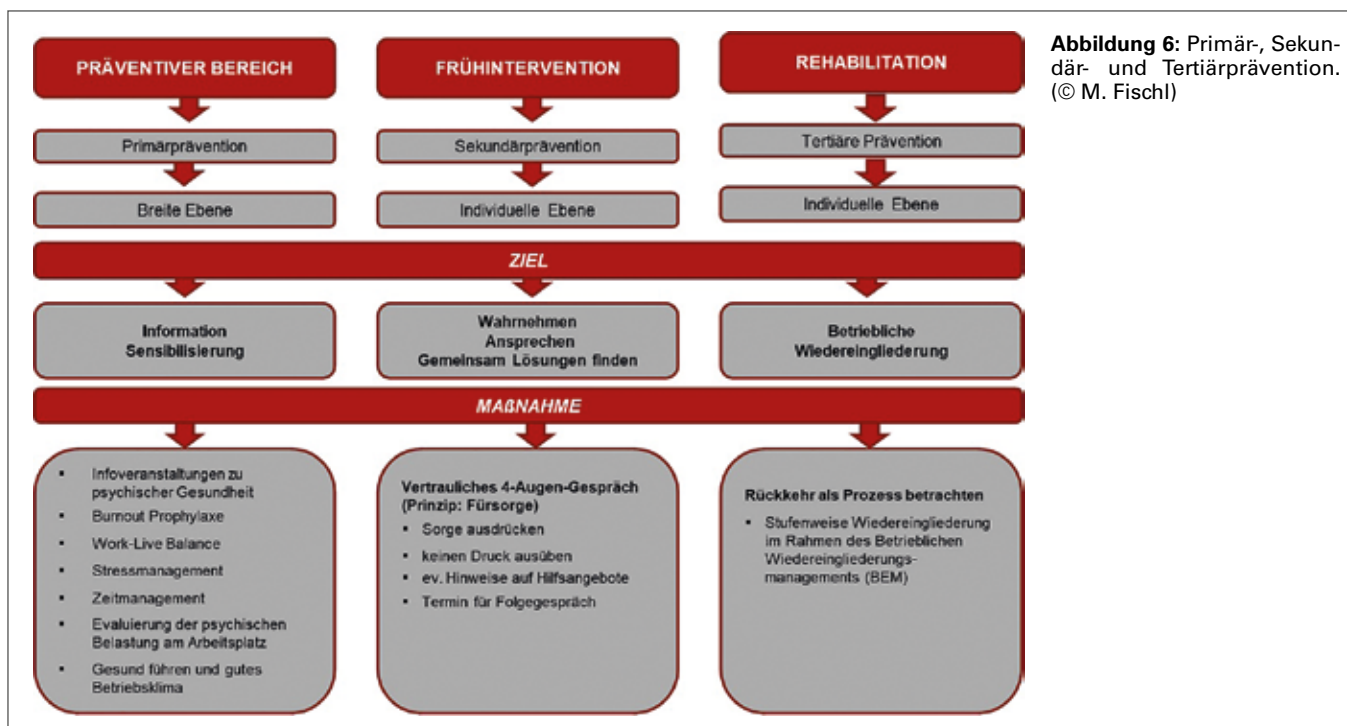 PRÄVENTIVER BEREICH
Primärprävention
Breite Ebene
FRÜHINTERVENTION
Sekundärprävention
Individuelle Ebene
REHABILITATION
Tertiäre Prävention
Individuelle Ebene
ZIEL
Information
Sensibilisierung
Wahrnehmen
Ansprechen
Gemeinsam Lösungen finden
Betriebliche
Wiedereingliederung
MAßNAHME
▪ Infoveranstaltungen zu
psychischer Gesundheit
▪ Burnout Prophylaxe
▪ Work-Live Balance
▪ Stressmanagement
▪ Zeitmanagement
▪ Evaluierung der psychischen
Belastung am Arbeitsplatz
▪ Gesund führen und gutes
Betriebsklima
Vertrauliches 4-Augen-Gespräch
(Prinzip: Fürsorge)
▪ Sorge ausdrücken
▪ keinen Druck ausüben
▪ ev. Hinweise auf Hilfsangebote
▪ Termin für Folgegespräch
Rückkehr als Prozess betrachten
▪ Stufenweise Wiedereingliederung
im Rahmen des Betrieblichen
Wiedereingliederungs-
managements (BEM)
Abbildung 6: Primär-, Sekun-
där- und Tertiärprävention.
(© M. Fischl)